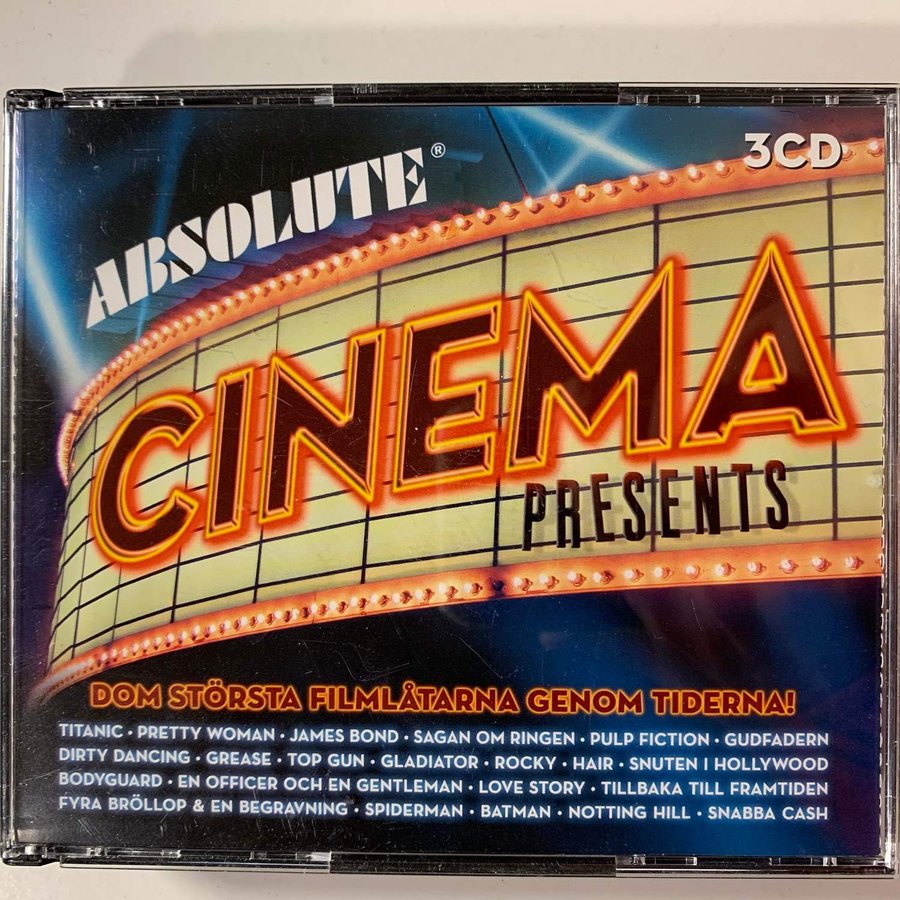 3CD
ABSOLUTE®
CINEMA
PRESENTS
DOM STÖRSTA FILMLÅTARNA GENOM TIDERNA!
TITANIC · PRETTY WOMAN · JAMES BOND · SAGAN OM RINGEN · PULP FICTION · GUDFADERN
DIRTY DANCING · GREASE · TOP GUN · GLADIATOR · ROCKY · HAIR · SNUTEN I HOLLYWOOD
BODYGUARD · EN OFFICER OCH EN GENTLEMAN · LOVE STORY · TILLBAKA TILL FRAMTIDEN
FYRA BRÖLLOP & EN BEGRAVNING · SPIDERMAN · BATMAN · NOTTING HILL · SNABBA CASH